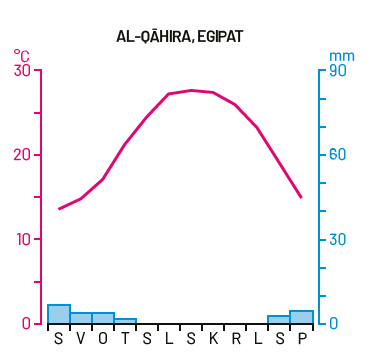 AL-QĀHIRA, EGIPAT
°C mm
30 90
20 60
10 30
0 0
S V O T S L S K R L S P